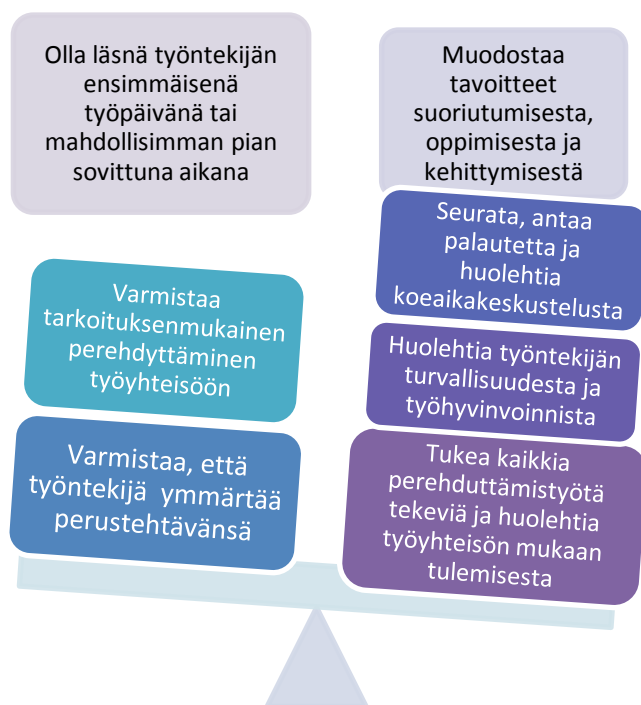 Olla läsnä työntekijän
ensimmäisenä
työpäivänä tai
mahdollisimman pian
sovittuna aikana
Varmistaa
tarkoituksenmukainen
perehdyttäminen
työyhteisöön
Varmistaa, että
työntekijä ymmärtää
perustehtävänsä
Muodostaa
tavoitteet
suoriutumisesta,
oppimisesta ja
kehittymisestä
Seurata, antaa
palautetta ja
huolehtia
koeaikakeskustelusta
Huolehtia työntekijän
turvallisuudesta ja
työhyvinvoinnista
Tukea kaikkia
perehduttämistyötä
tekeviä ja huolehtia
työyhteisön mukaan
tulemisesta